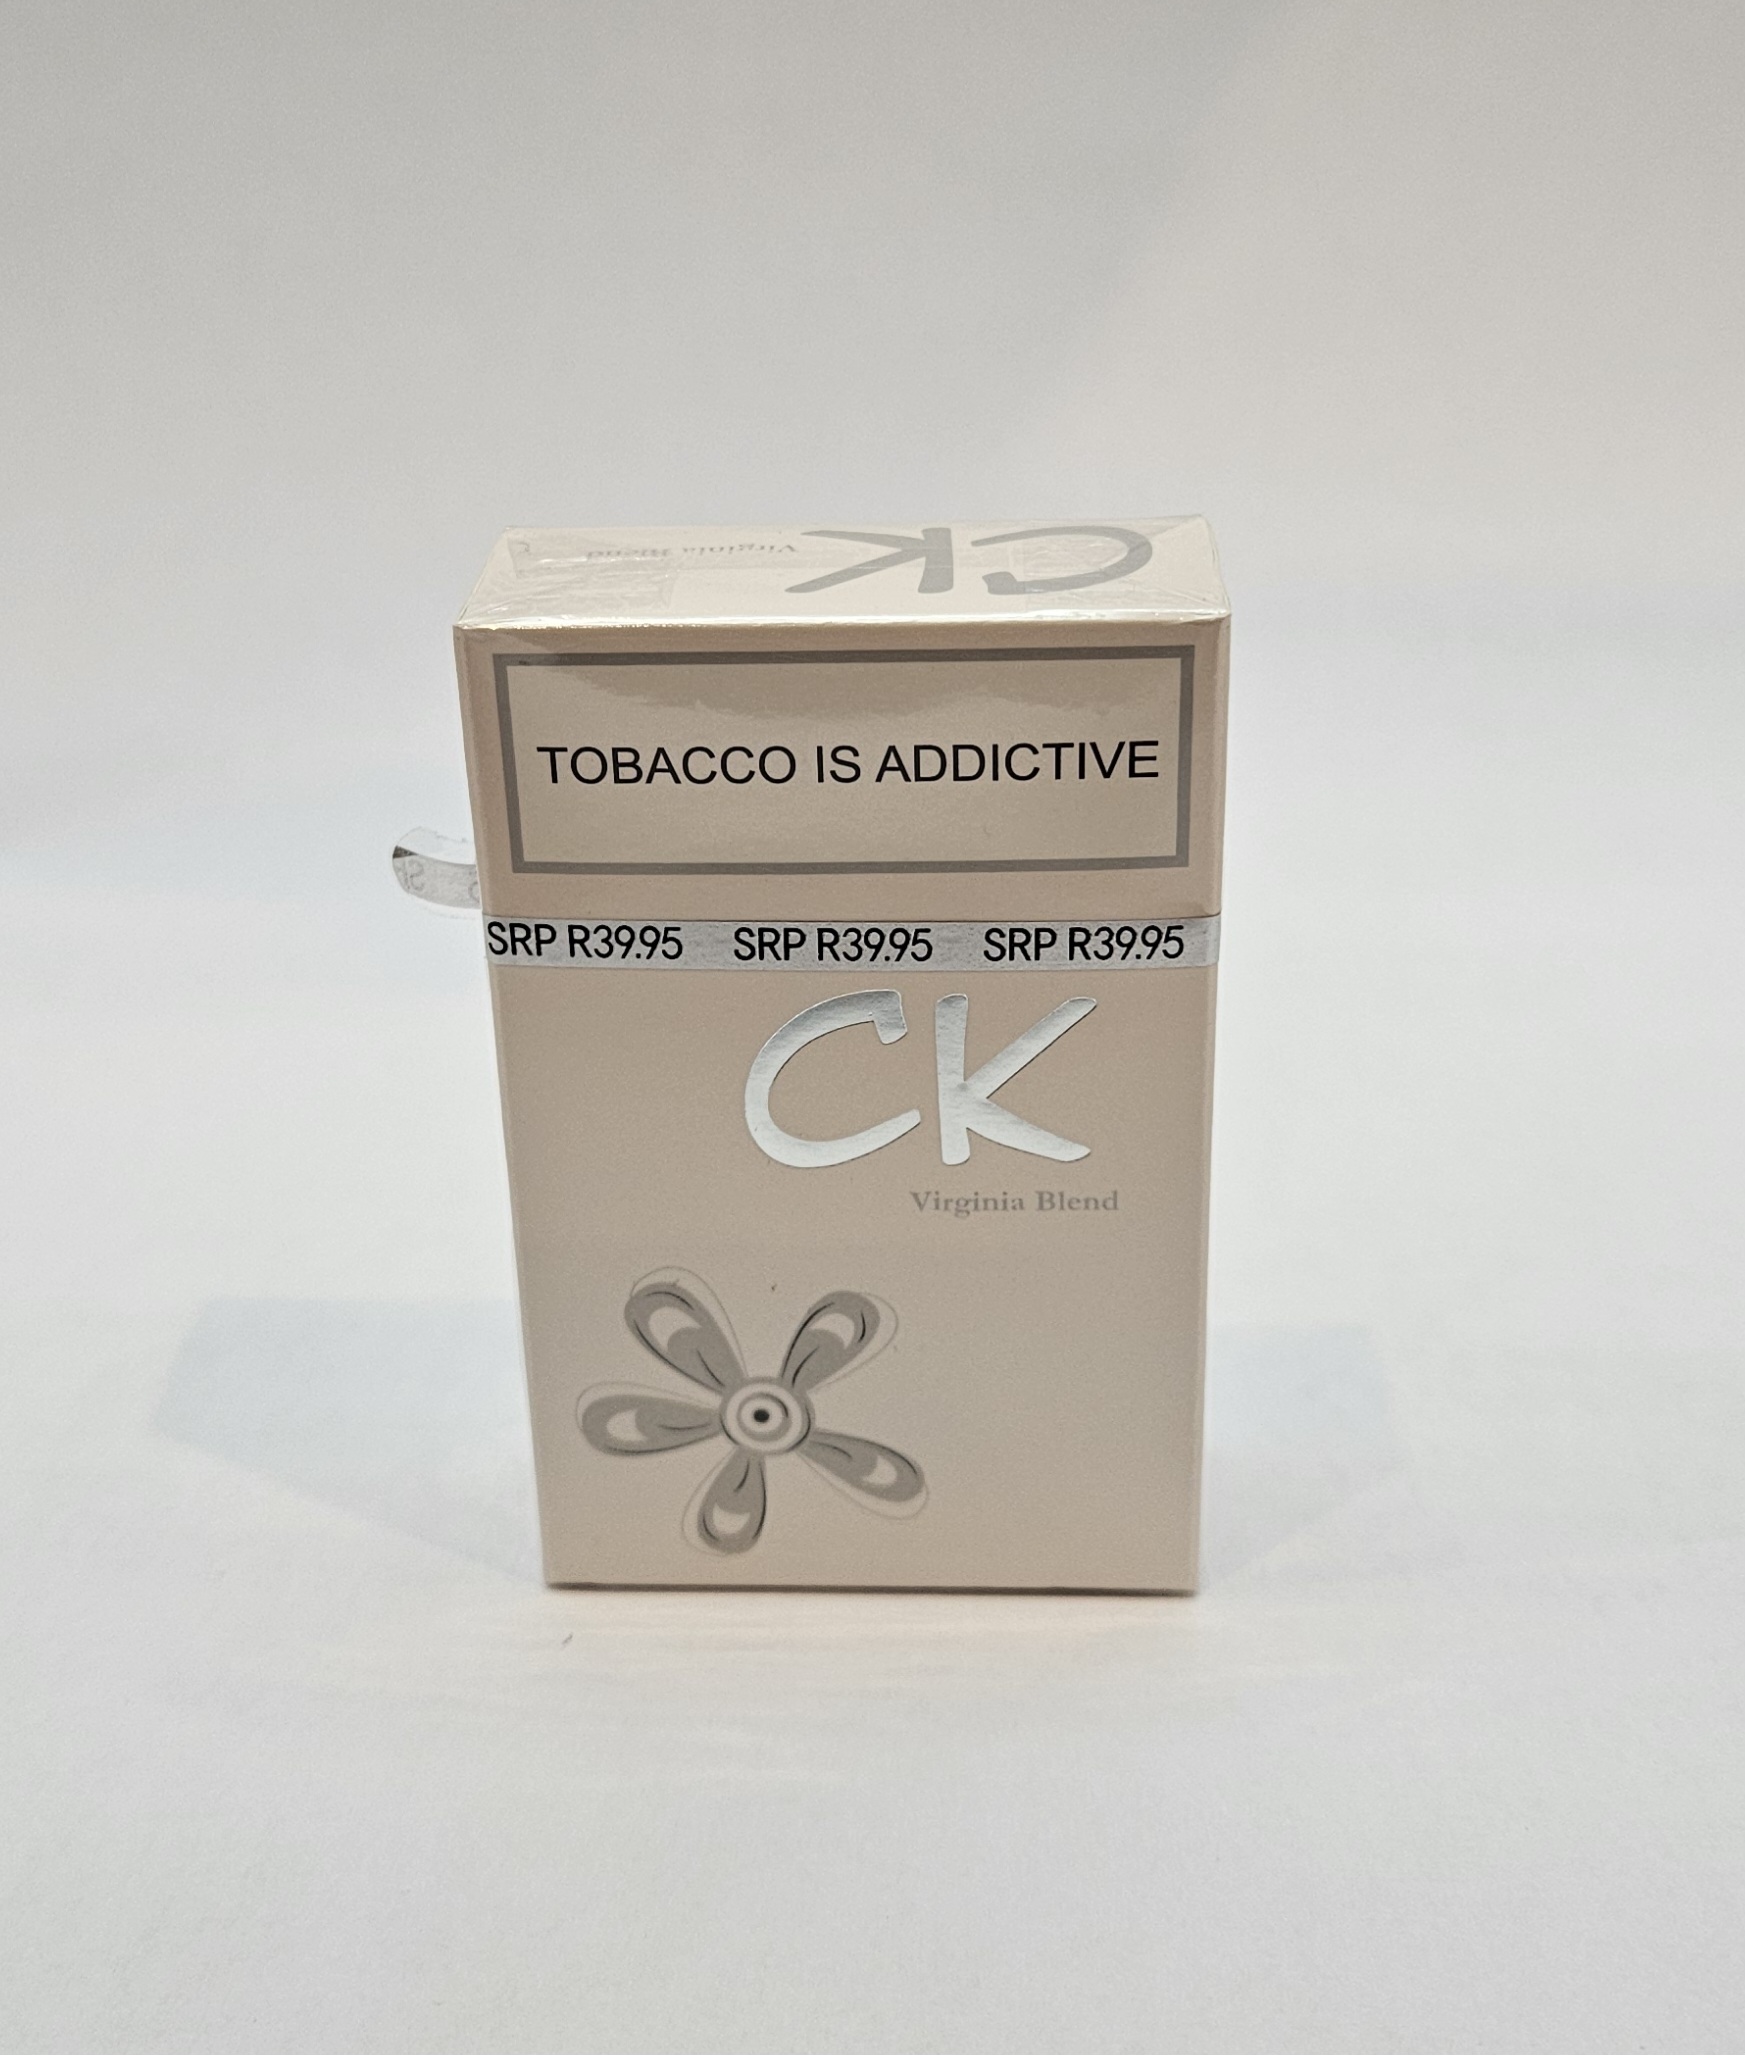 CK
Virginia Blend
TOBACCO IS ADDICTIVE
SRP R39.95 SRP R39.95 SRP R39.95
CK
Virginia Blend